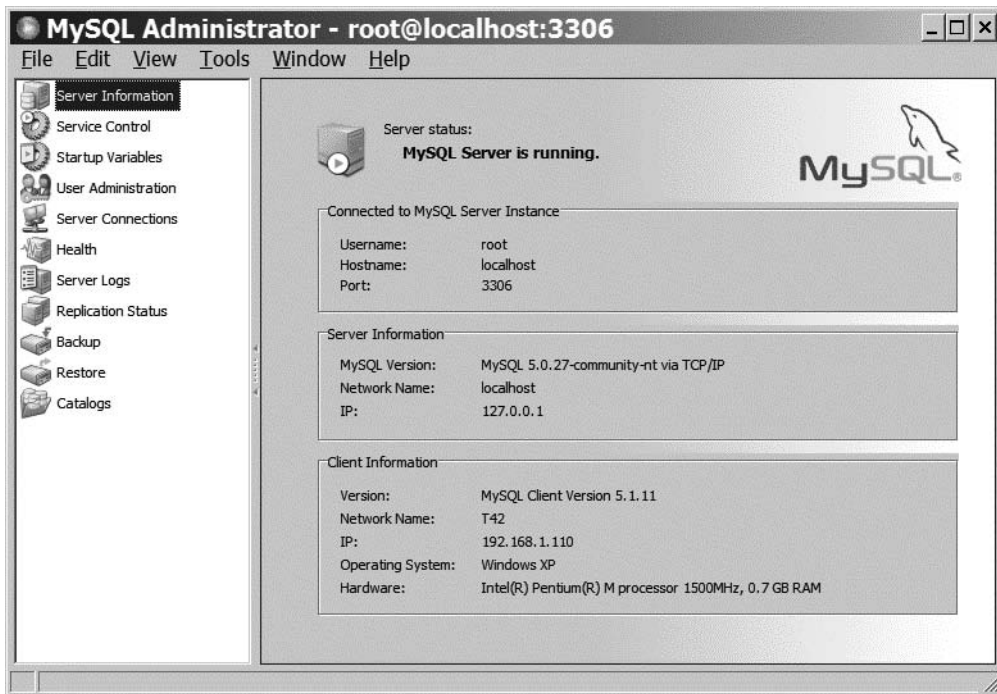 MySQL Administrator - root@localhost:3306
File Edit View Tools Window Help
Server Information
Service Control
Startup Variables
User Administration
Server Connections
Health
Server Logs
Replication Status
Backup
Restore
Catalogs
Server status:
MySQL Server is running.
MySQL®
Connected to MySQL Server Instance
Username: root
Hostname: localhost
Port: 3306
Server Information
MySQL Version: MySQL 5.0.27-community-nt via TCP/IP
Network Name: localhost
IP: 127.0.0.1
Client Information
Version: MySQL Client Version 5.1.11
Network Name: T42
IP: 192.168.1.110
Operating System: Windows XP
Hardware: Intel(R) Pentium(R) M processor 1500MHz, 0.7 GB RAM